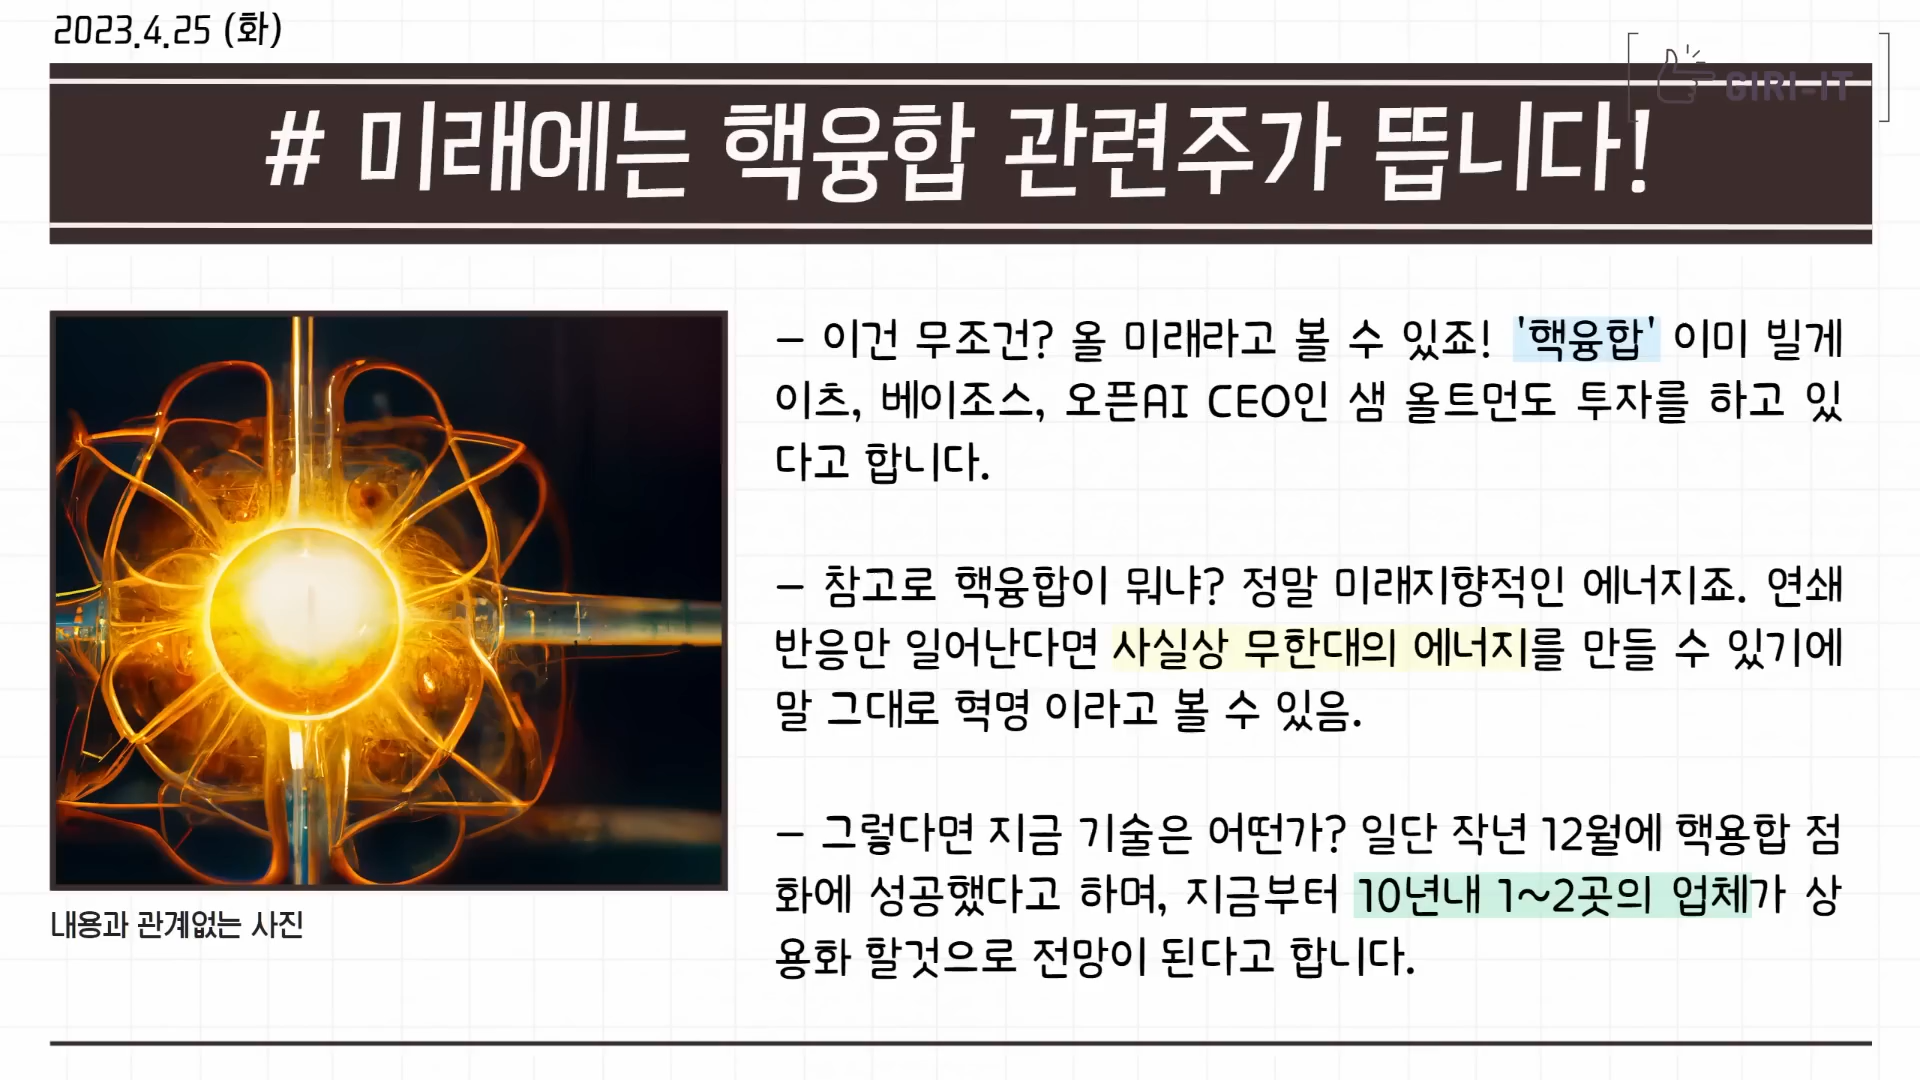 2023.4.25 (화)
GIRI-IT
# 미래에는 핵융합 관련주가 뜹니다!
- 이건 무조건? 올 미래라고 볼 수 있죠! '핵융합' 이미 빌게
이츠, 베이조스, 오픈AI CEO인 샘 올트먼도 투자를 하고 있
다고 합니다.
- 참고로 핵융합이 뭐냐? 정말 미래지향적인 에너지죠. 연쇄
반응만 일어난다면 사실상 무한대의 에너지를 만들 수 있기에
말 그대로 혁명 이라고 볼 수 있음.
- 그렇다면 지금 기술은 어떤가? 일단 작년 12월에 핵용합 점
화에 성공했다고 하며, 지금부터 10년내 1~2곳의 업체가 상
용화 할것으로 전망이 된다고 합니다.
내용과 관계없는 사진